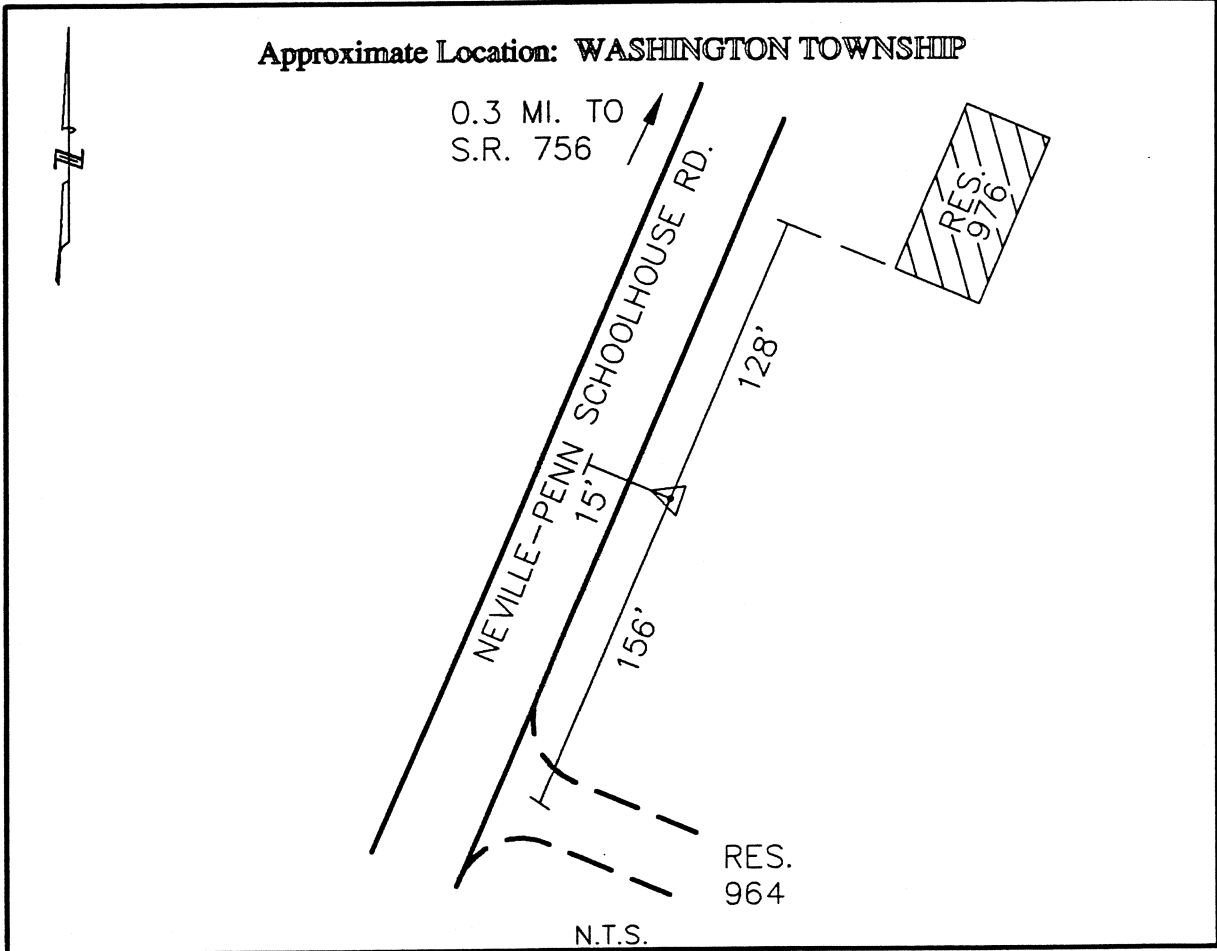 Approximate Location: WASHINGTON TOWNSHIP
0.3 MI. TO
S.R. 756
N
NEVILLE-PENN SCHOOLHOUSE RD.
RES.
976
128'
15'
156'
RES.
964
N.T.S.